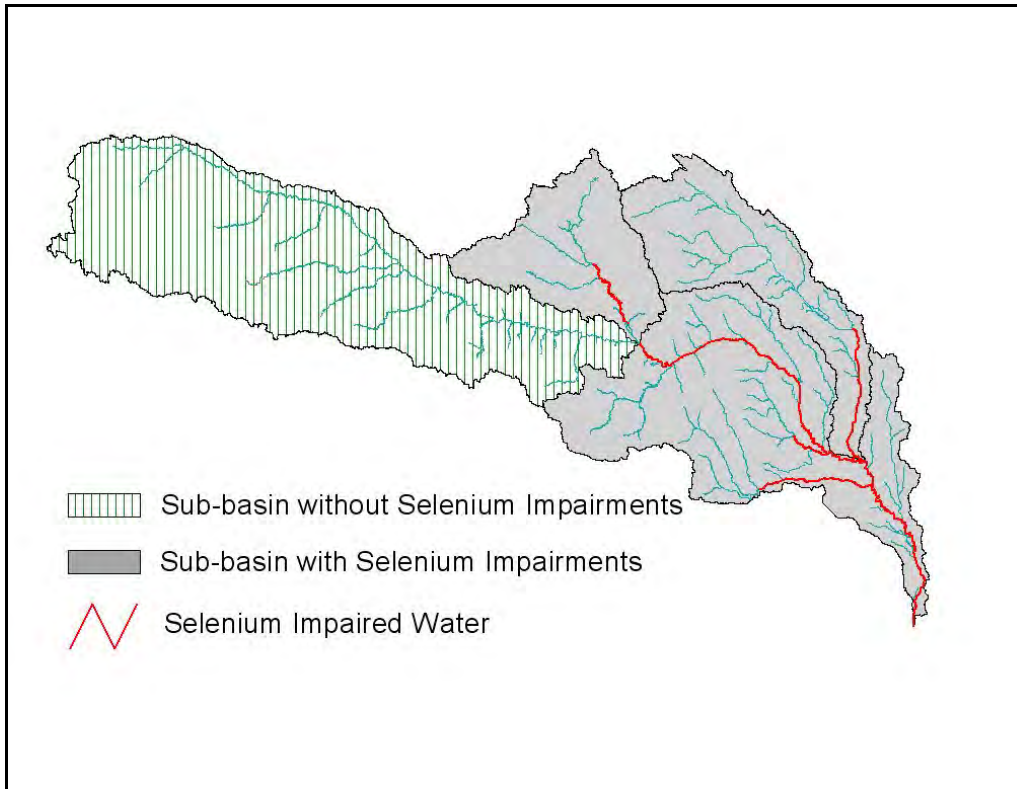 Sub-basin without Selenium Impairments
Sub-basin with Selenium Impairments
Selenium Impaired Water